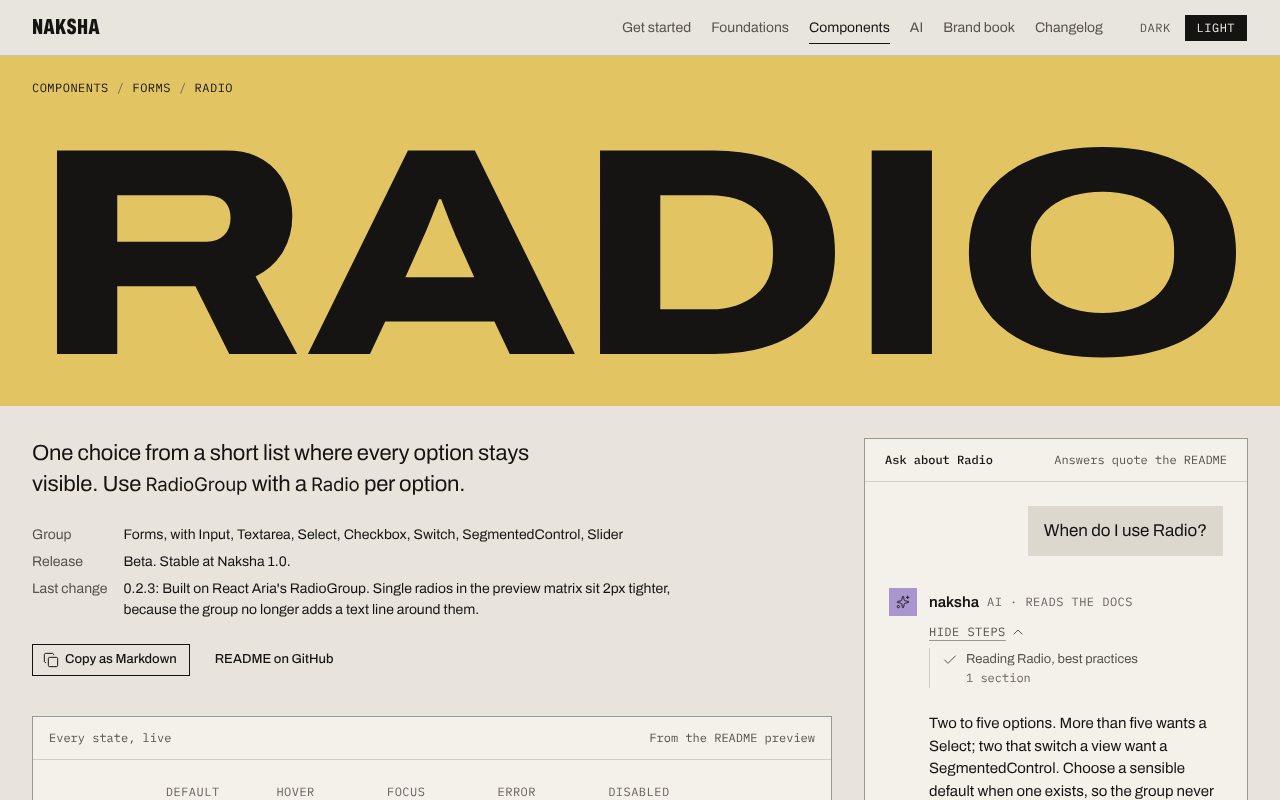 NAKSHA
Get started
Foundations
Components
AI
Brand book
Changelog
DARK
LIGHT
COMPONENTS / FORMS / RADIO
RADIO
One choice from a short list where every option stays
visible. Use RadioGroup with a Radio per option.
Group
Forms, with Input, Textarea, Select, Checkbox, Switch, SegmentedControl, Slider
Release
Beta. Stable at Naksha 1.0.
Last change
0.2.3: Built on React Aria's RadioGroup. Single radios in the preview matrix sit 2px tighter,
because the group no longer adds a text line around them.
Copy as Markdown
README on GitHub
Every state, live
From the README preview
DEFAULT
HOVER
FOCUS
ERROR
DISABLED
Ask about Radio
Answers quote the README
When do I use Radio?
naksha AI · READS THE DOCS
HIDE STEPS
Reading Radio, best practices
1 section
Two to five options. More than five wants a
Select; two that switch a view want a
SegmentedControl. Choose a sensible
default when one exists, so the group never